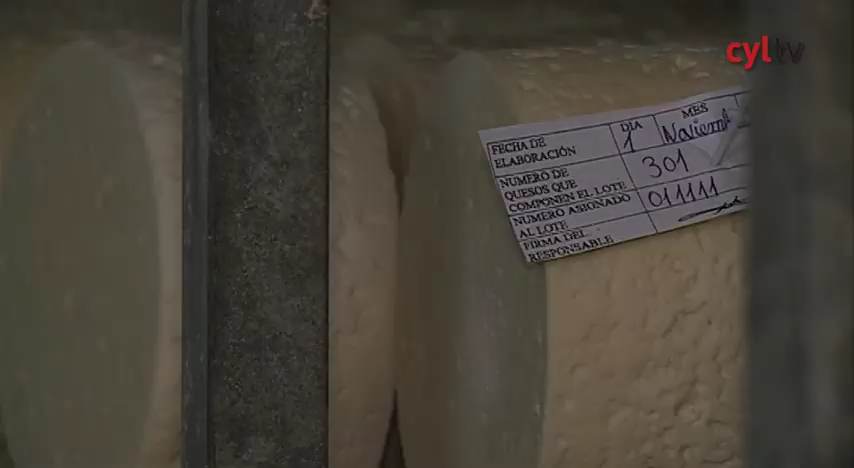 cyltv
FECHA DE ELABORACIÓN
DIA
1
MES
NUMERO DE QUESOS QUE COMPONEN EL LOTE
301
NUMERO ASIGNADO AL LOTE
011111
FIRMA DEL RESPONSABLE